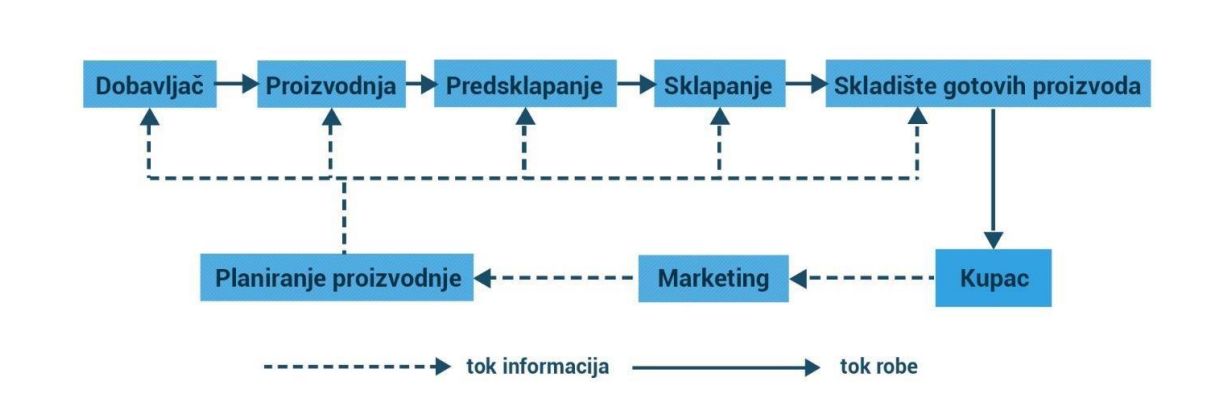 Dobavljač
Proizvodnja
Predsklapanje
Sklapanje
Skladište gotovih proizvoda
Planiranje proizvodnje
Marketing
Kupac
tok informacija
tok robe